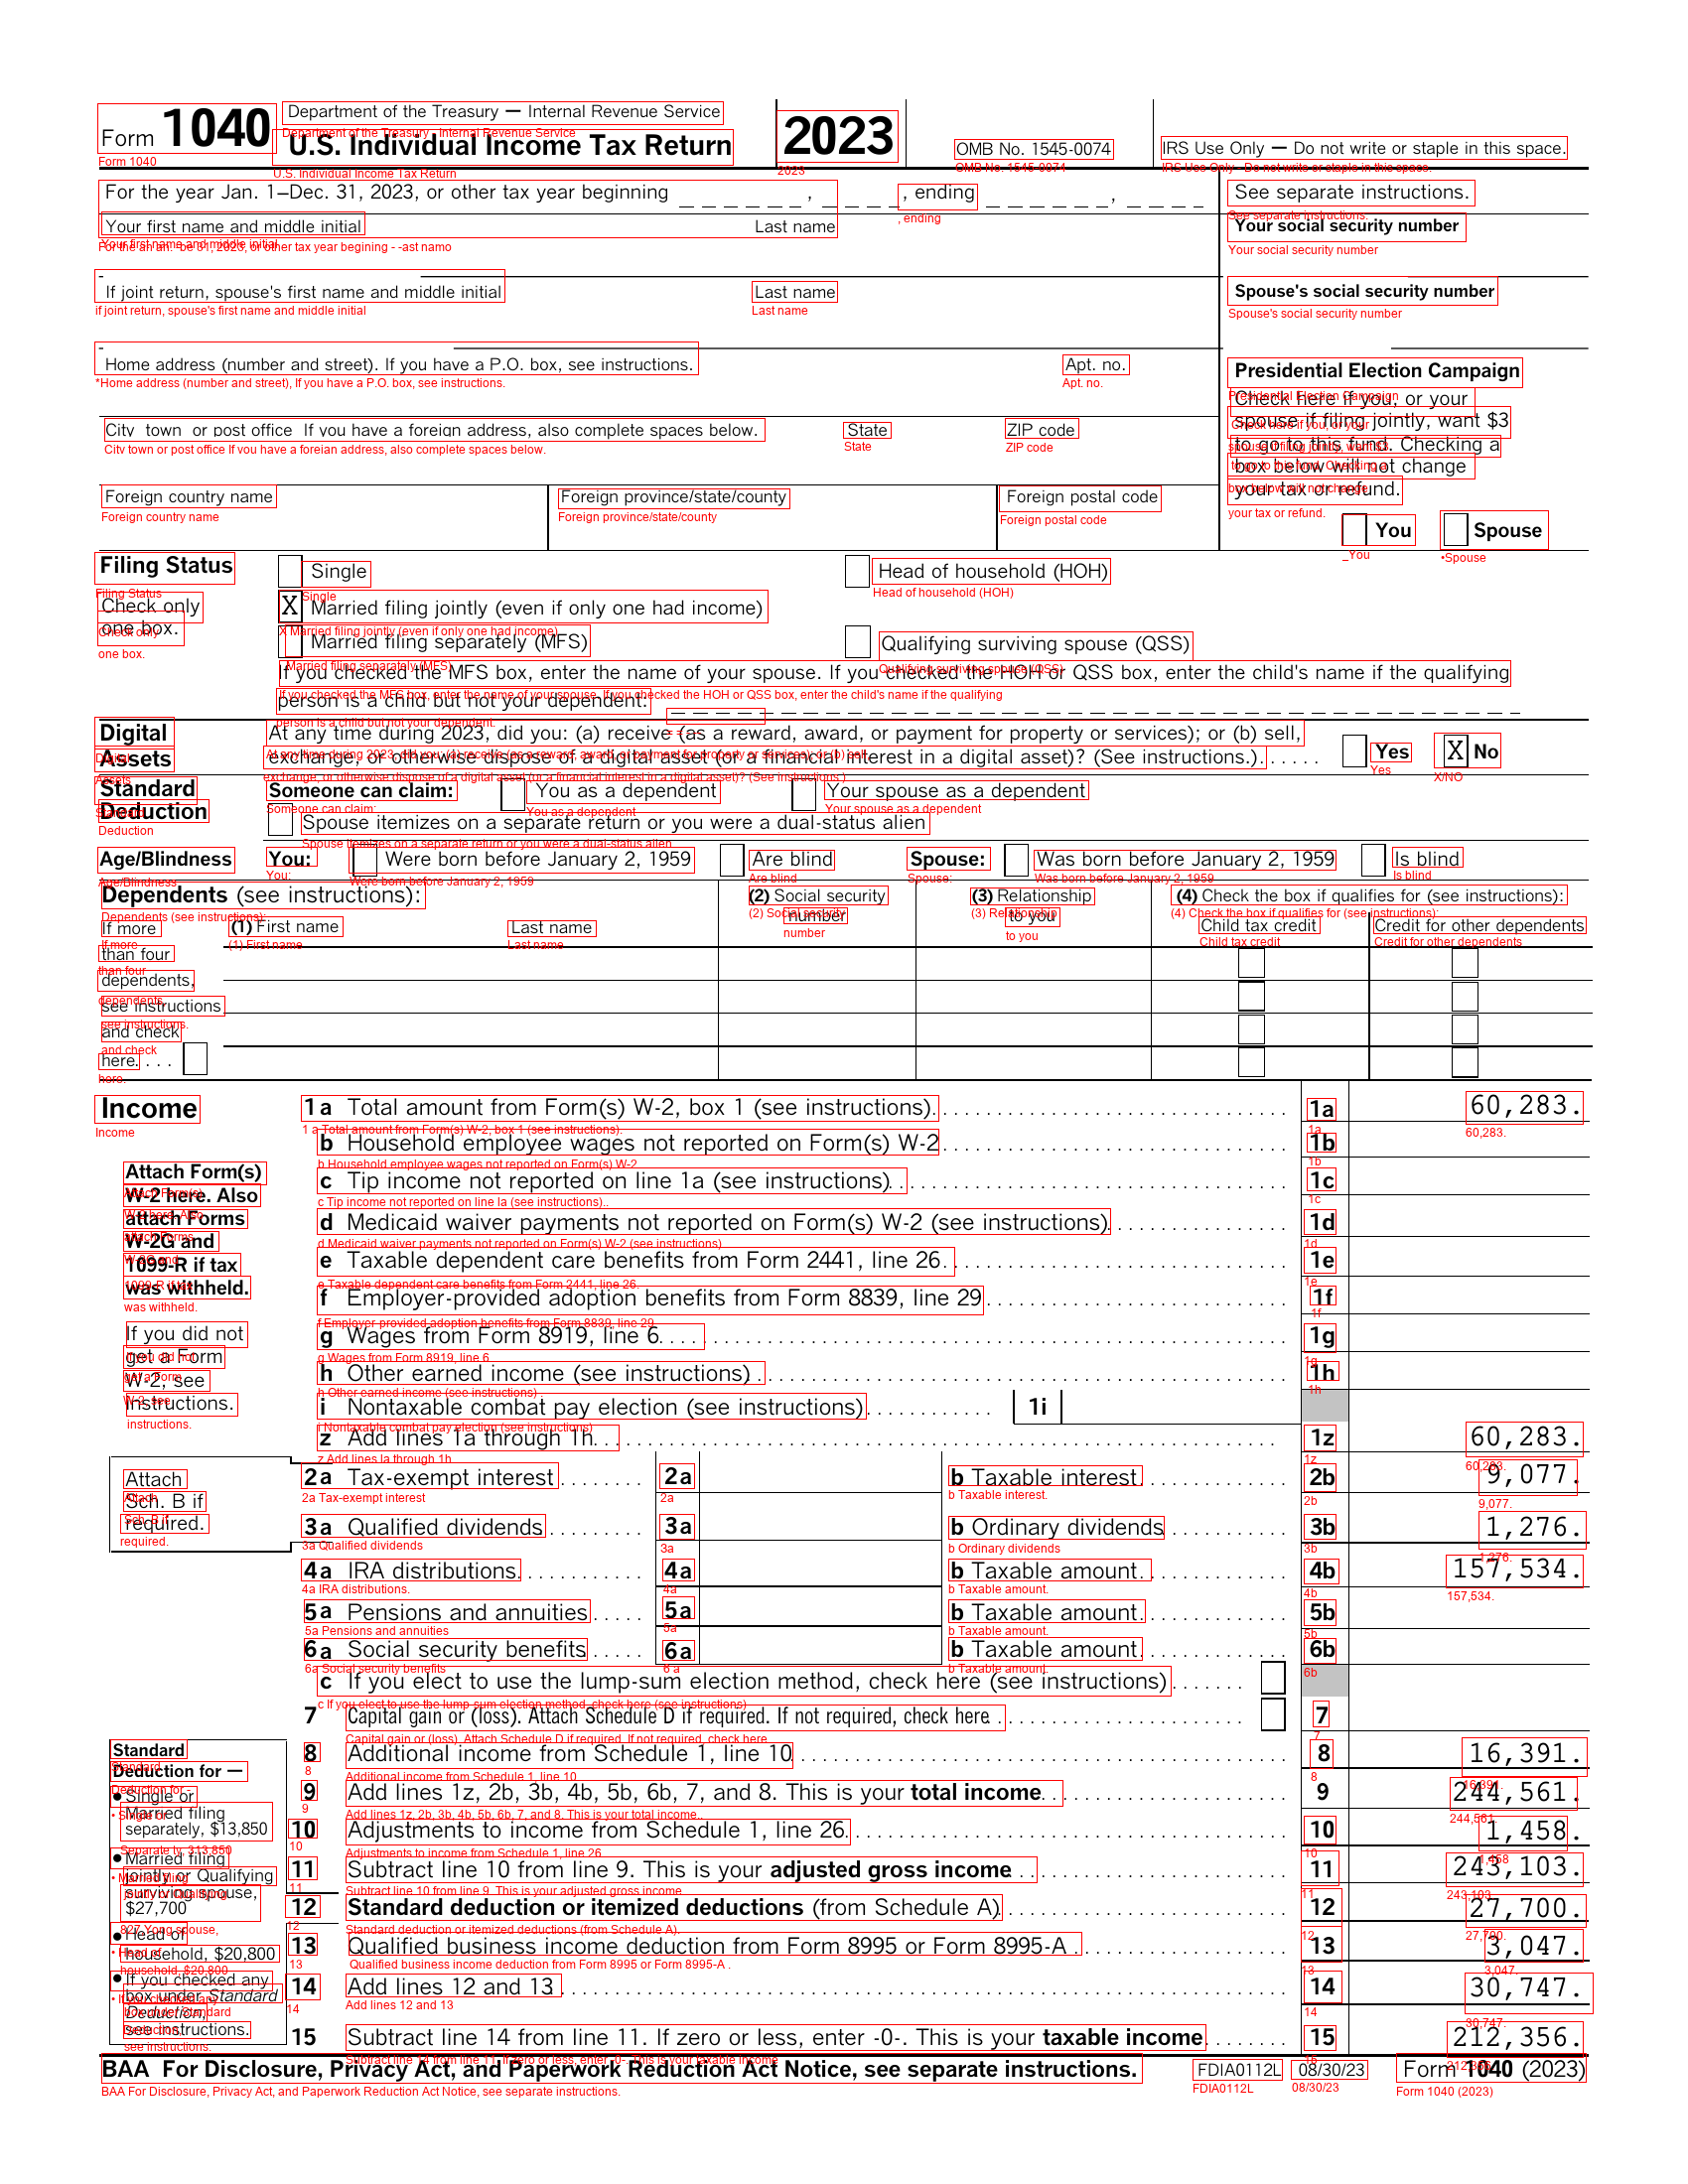 Form 1040
Department of the Treasury — Internal Revenue Service
U.S. Individual Income Tax Return
2023
OMB No. 1545-0074
IRS Use Only — Do not write or staple in this space.
For the year Jan. 1–Dec. 31, 2023, or other tax year beginning , , ending ,
See separate instructions.
Your first name and middle initial Last name
Your social security number
If joint return, spouse's first name and middle initial Last name
Spouse's social security number
Home address (number and street). If you have a P.O. box, see instructions. Apt. no.
Presidential Election Campaign
Check here if you, or your
spouse if filing jointly, want $3
to go to this fund. Checking a
box below will not change
your tax or refund.
You Spouse
City town or post office If you have a foreign address, also complete spaces below. State ZIP code
Foreign country name Foreign province/state/county Foreign postal code
Filing Status
Check only
one box.
Single
Head of household (HOH)
X Married filing jointly (even if only one had income)
Married filing separately (MFS)
Qualifying surviving spouse (QSS)
If you checked the MFS box, enter the name of your spouse. If you checked the HOH or QSS box, enter the child's name if the qualifying
person is a child but not your dependent:
Digital
Assets
At any time during 2023, did you: (a) receive (as a reward, award, or payment for property or services); or (b) sell,
exchange, or otherwise dispose of a digital asset (or a financial interest in a digital asset)? (See instructions.)...... Yes X No
Standard
Deduction
Someone can claim: You as a dependent Your spouse as a dependent
Spouse itemizes on a separate return or you were a dual-status alien
Age/Blindness You: Were born before January 2, 1959 Are blind Spouse: Was born before January 2, 1959 Is blind
Dependents (see instructions):
(2) Social security
number
(3) Relationship
to you
(4) Check the box if qualifies for (see instructions):
(1) First name Last name
Child tax credit Credit for other dependents
If more
than four
dependents,
see instructions
and check
here. . . .
Income
1a Total amount from Form(s) W-2, box 1 (see instructions). 1a 60,283.
b Household employee wages not reported on Form(s) W-2 1b
c Tip income not reported on line 1a (see instructions) 1c
d Medicaid waiver payments not reported on Form(s) W-2 (see instructions) 1d
e Taxable dependent care benefits from Form 2441, line 26. 1e
f Employer-provided adoption benefits from Form 8839, line 29 1f
g Wages from Form 8919, line 6. 1g
h Other earned income (see instructions) 1h
i Nontaxable combat pay election (see instructions) 1i
z Add lines 1a through 1h. 1z 60,283.
Attach Form(s)
W-2 here. Also
attach Forms
W-2G and
1099-R if tax
was withheld.
If you did not
get a Form
W-2, see
instructions.
Attach
Sch. B if
required.
2a Tax-exempt interest 2a b Taxable interest. 2b 9,077.
3a Qualified dividends 3a b Ordinary dividends 3b 1,276.
4a IRA distributions. 4a b Taxable amount. 4b 157,534.
5a Pensions and annuities 5a b Taxable amount. 5b
6a Social security benefits 6a b Taxable amount. 6b
c If you elect to use the lump-sum election method, check here (see instructions)
7 Capital gain or (loss). Attach Schedule D if required. If not required, check here 7
8 Additional income from Schedule 1, line 10 8 16,391.
9 Add lines 1z, 2b, 3b, 4b, 5b, 6b, 7, and 8. This is your total income. 9 244,561.
10 Adjustments to income from Schedule 1, line 26. 10 1,458.
11 Subtract line 10 from line 9. This is your adjusted gross income 11 243,103.
12 Standard deduction or itemized deductions (from Schedule A) 12 27,700.
13 Qualified business income deduction from Form 8995 or Form 8995-A . 13 3,047.
14 Add lines 12 and 13 14 30,747.
15 Subtract line 14 from line 11. If zero or less, enter -0-. This is your taxable income 15 212,356.
Standard
Deduction for —
• Single or
Married filing
separately, $13,850
• Married filing
jointly or Qualifying
surviving spouse,
$27,700
• Head of
household, $20,800
• If you checked any
box under Standard
Deduction,
see instructions.
BAA For Disclosure, Privacy Act, and Paperwork Reduction Act Notice, see separate instructions. FDIA0112L 08/30/23 Form 1040 (2023)